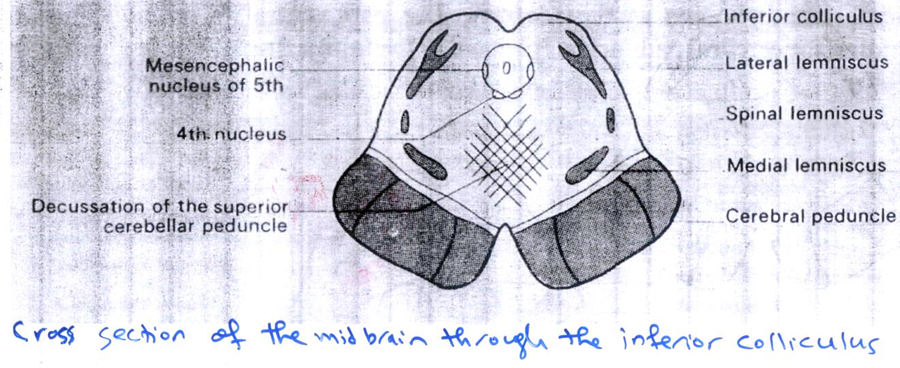 Inferior colliculus
Mesencephalic
nucleus of 5th
Lateral lemniscus
Spinal lemniscus
4th nucleus
Medial lemniscus
Decussation of the superior
cerebellar peduncle
Cerebral peduncle
Cross section of the midbrain through the inferior colliculus